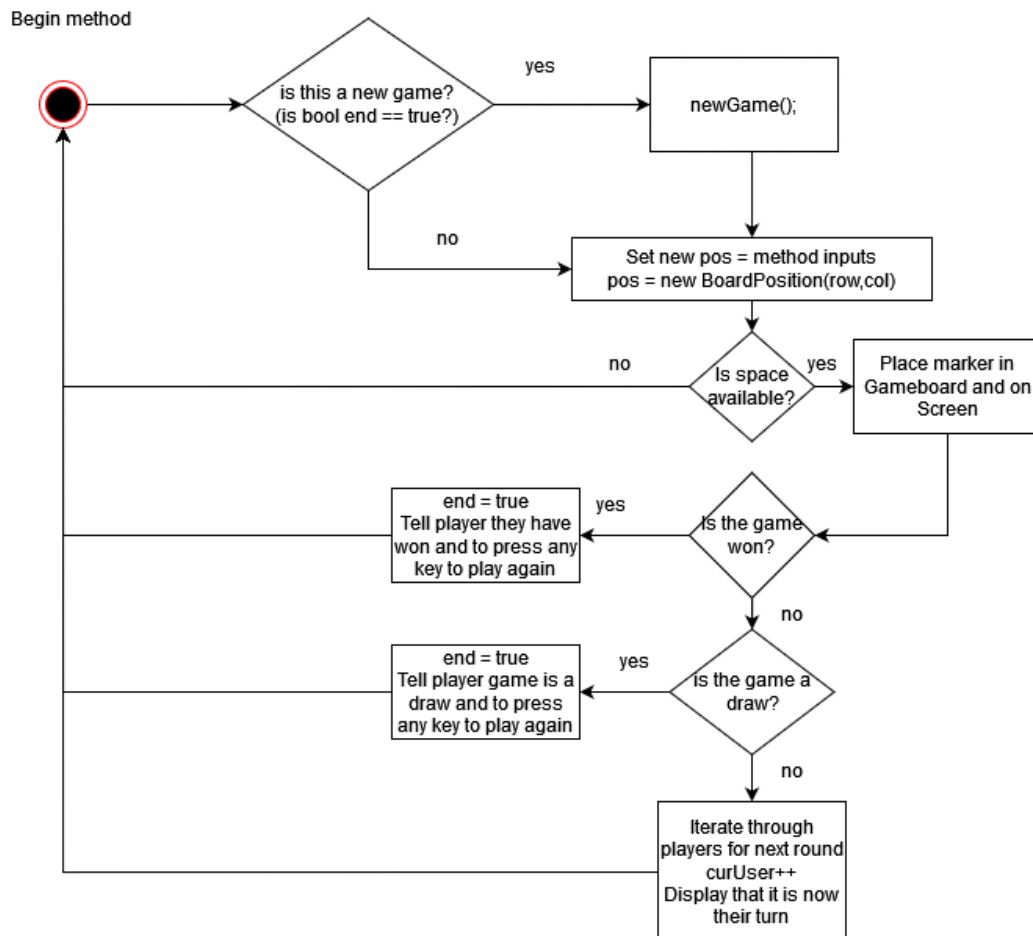 Begin method
is this a new game?
(is bool end == true?)
yes
newGame();
no
Set new pos = method inputs
pos = new BoardPosition(row,col)
no
Is space
available?
yes
Place marker in
Gameboard and on
Screen
end = true
Tell player they have
won and to press any
key to play again
yes
Is the game
won?
no
end = true
Tell player game is a
draw and to press
any key to play again
yes
is the game a
draw?
no
Iterate through
players for next round
curUser++
Display that it is now
their turn